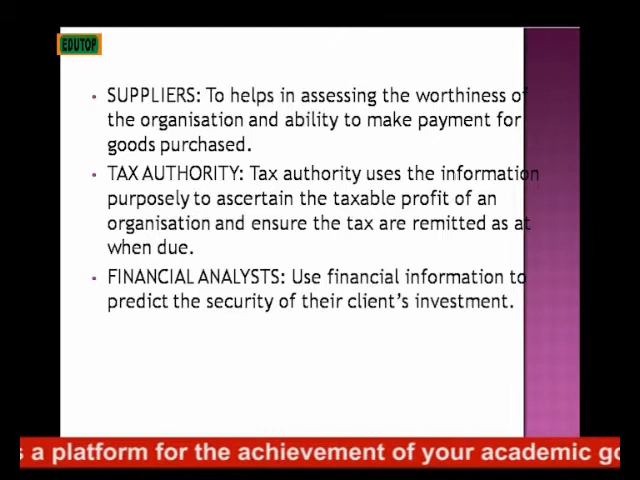 EDUTOP
SUPPLIERS: To helps in assessing the worthiness of
the organisation and ability to make payment for
goods purchased.
TAX AUTHORITY: Tax authority uses the information
purposely to ascertain the taxable profit of an
organisation and ensure the tax are remitted as at
when due.
FINANCIAL ANALYSTS: Use financial information to
predict the security of their client's investment.
a platform for the achievement of your academic